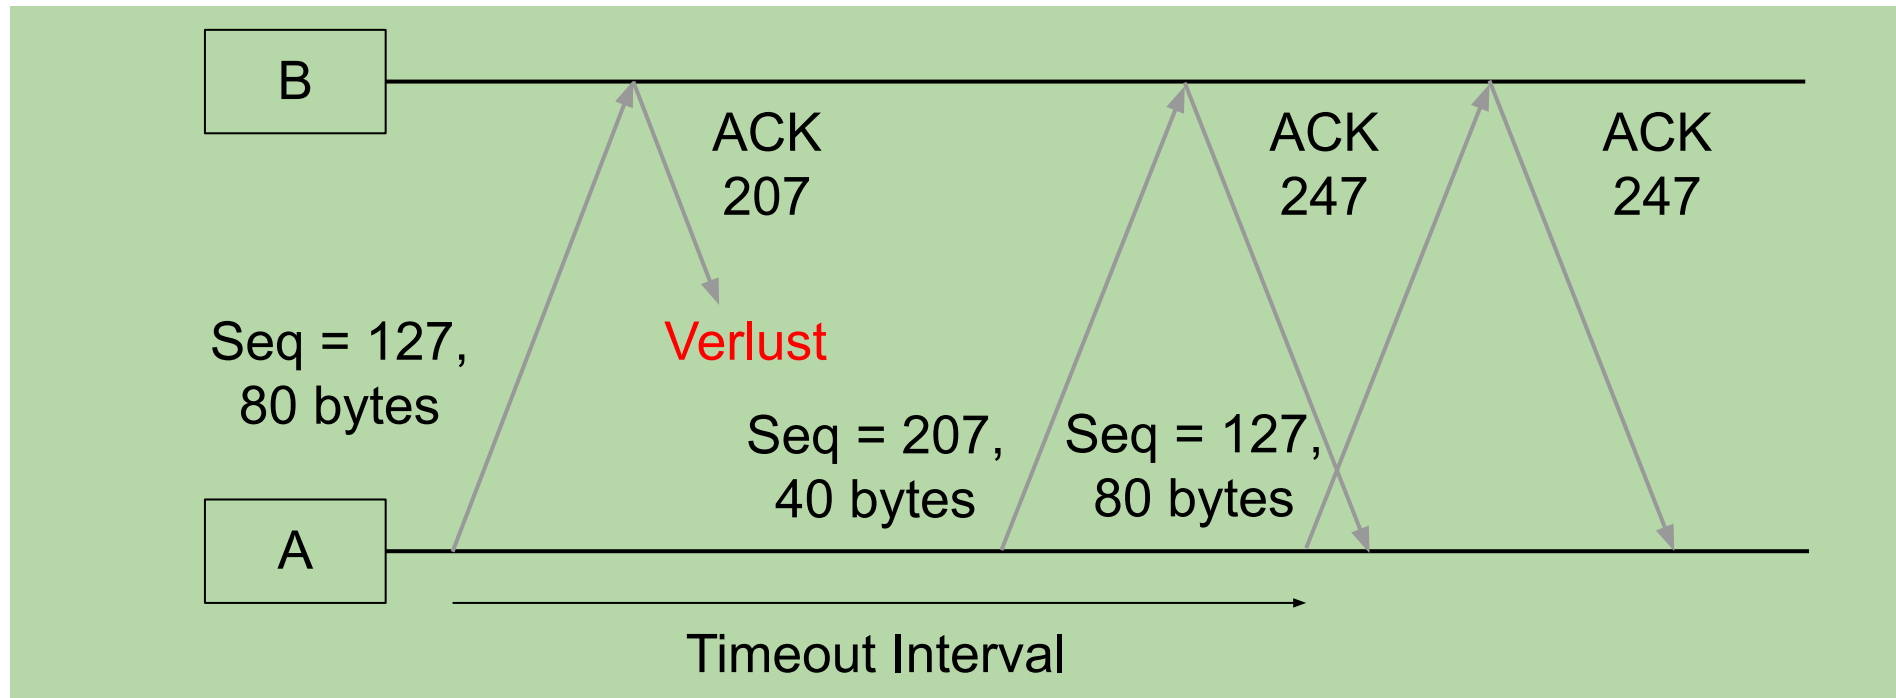 B
ACK
207
ACK
247
ACK
247
Seq = 127,
80 bytes
Verlust
Seq = 207,
40 bytes
Seq = 127,
80 bytes
A
Timeout Interval